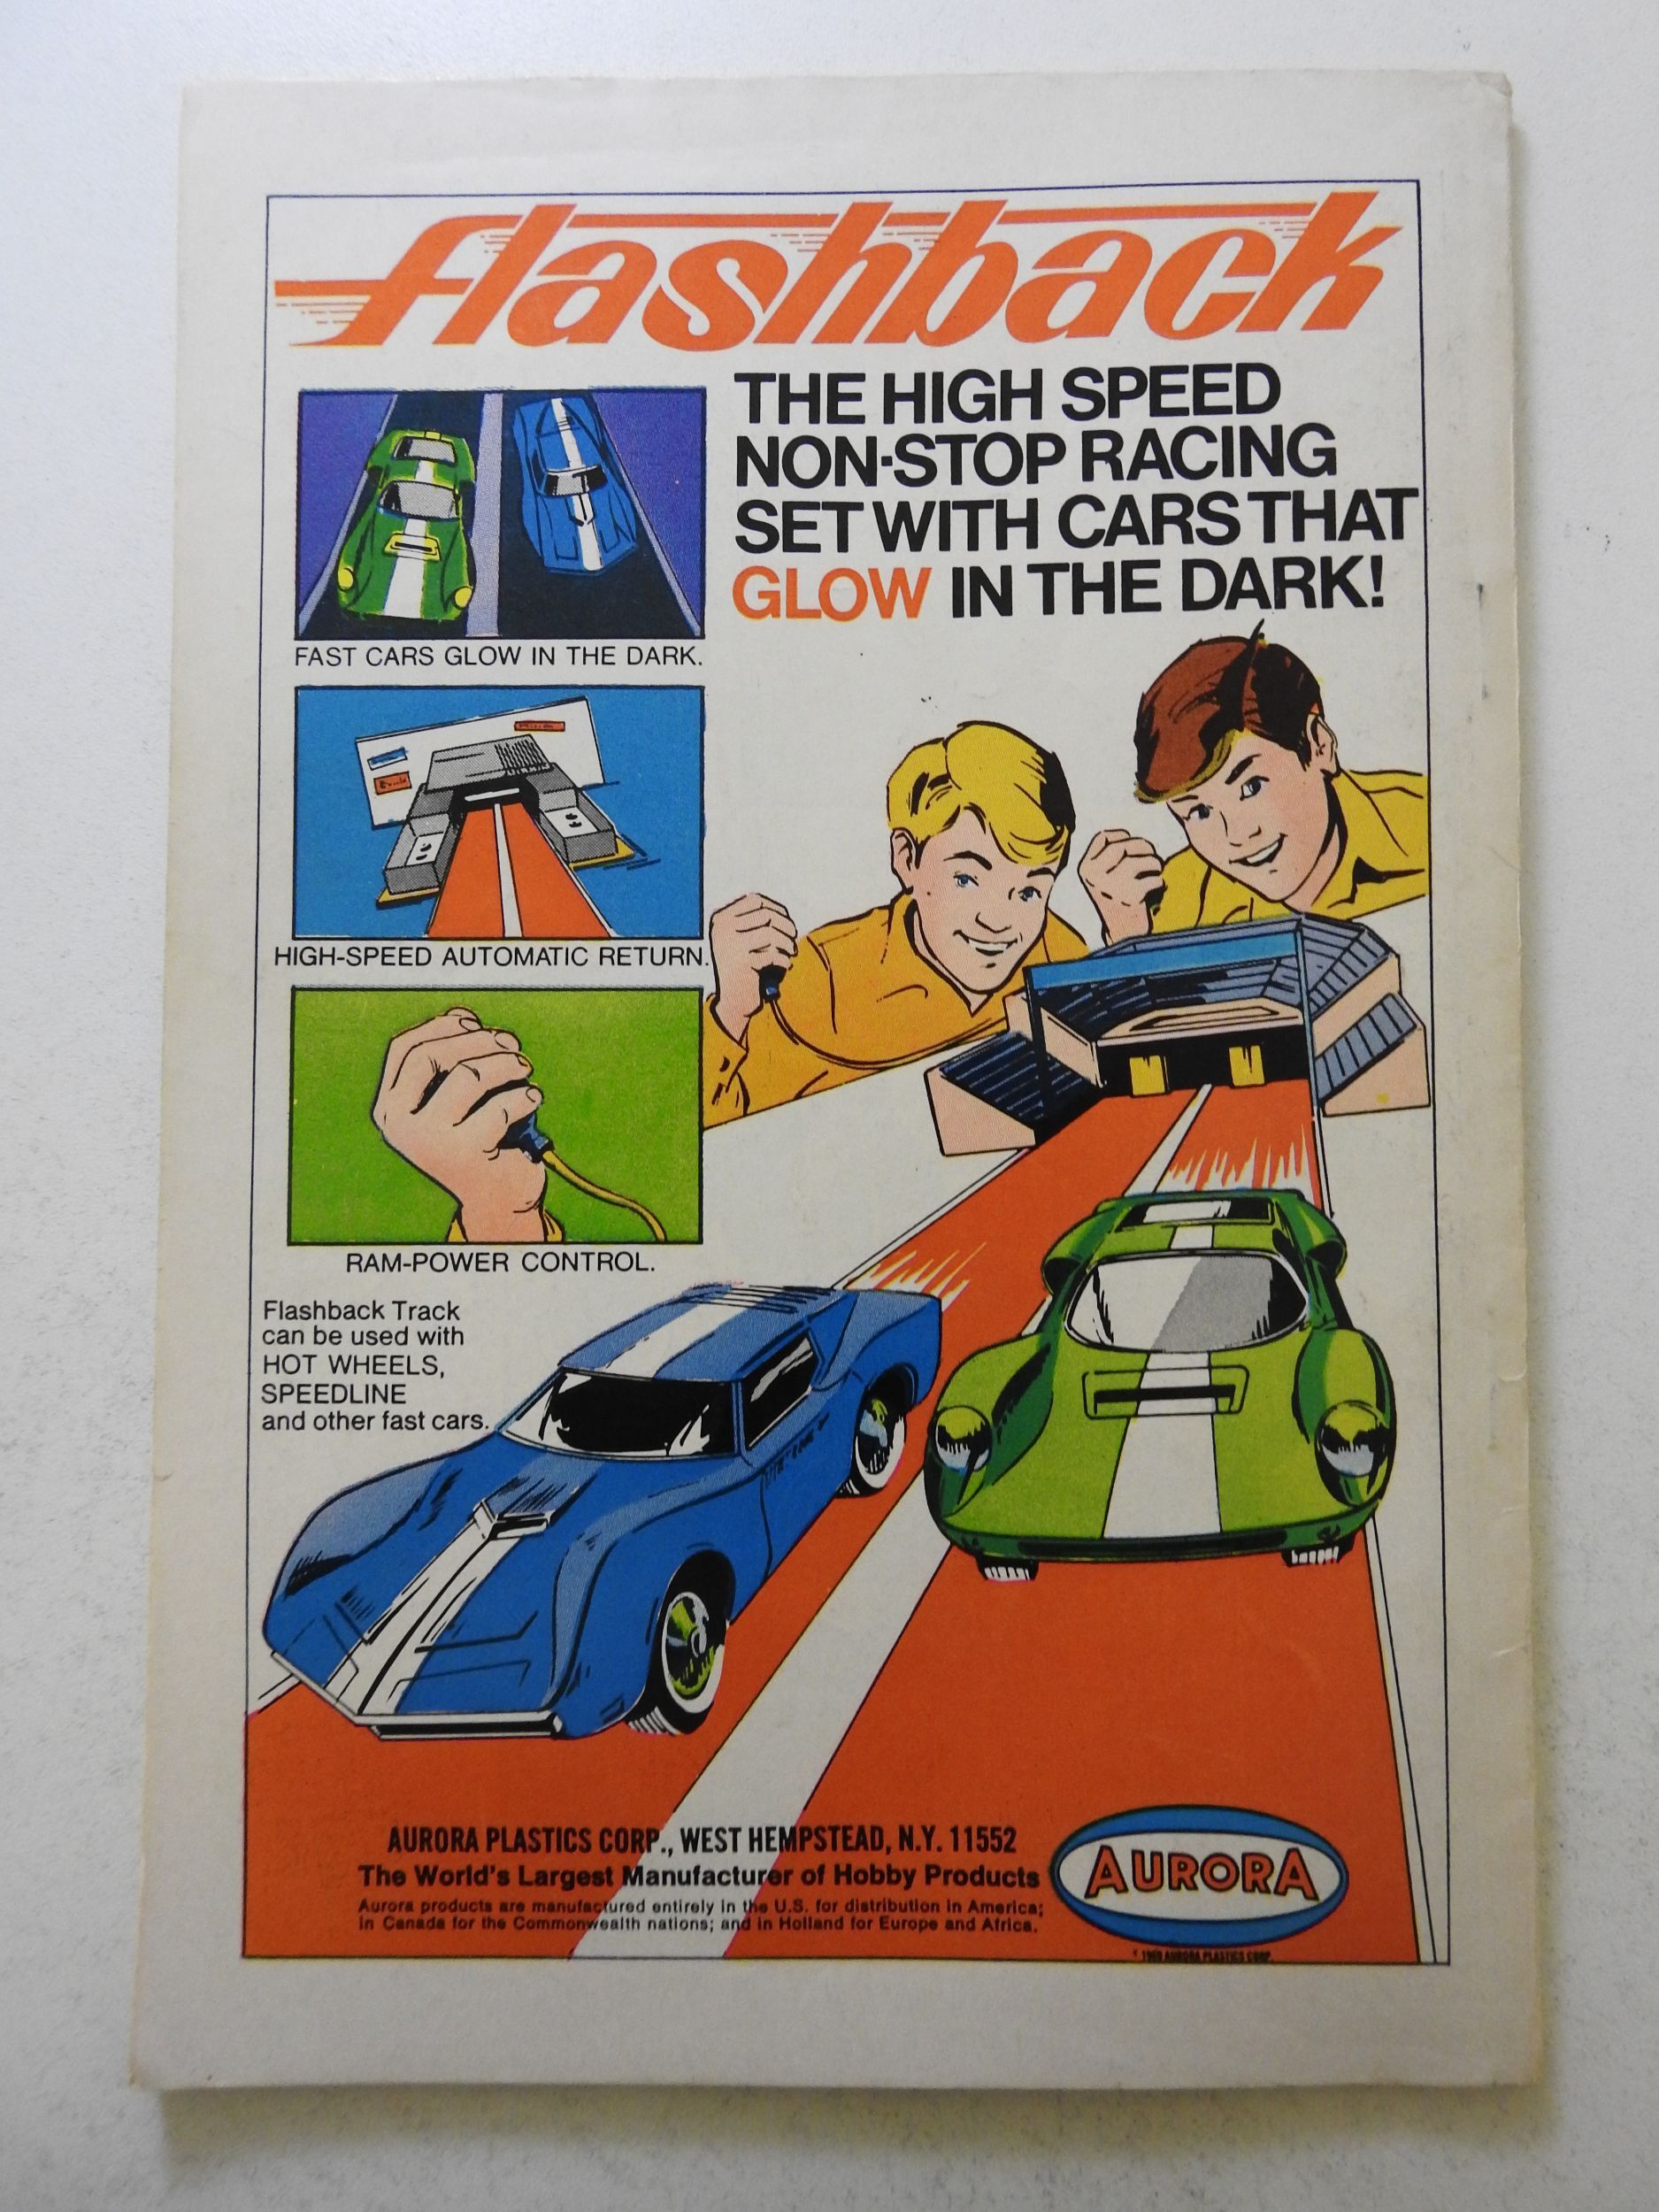 flashback
THE HIGH SPEED
NON-STOP RACING
SET WITH CARS THAT
GLOW IN THE DARK!
FAST CARS GLOW IN THE DARK.
HIGH-SPEED AUTOMATIC RETURN.
RAM-POWER CONTROL.
Flashback Track
can be used with
HOT WHEELS,
SPEEDLINE
and other fast cars.
AURORA PLASTICS CORP., WEST HEMPSTEAD, N.Y. 11552
The World's Largest Manufacturer of Hobby Products
Aurora products are manufactured entirely in the U.S. for distribution in America;
in Canada for the Commonwealth nations; and in Holland for Europe and Africa.
AURORA
1969 AURORA PLASTICS CORP.